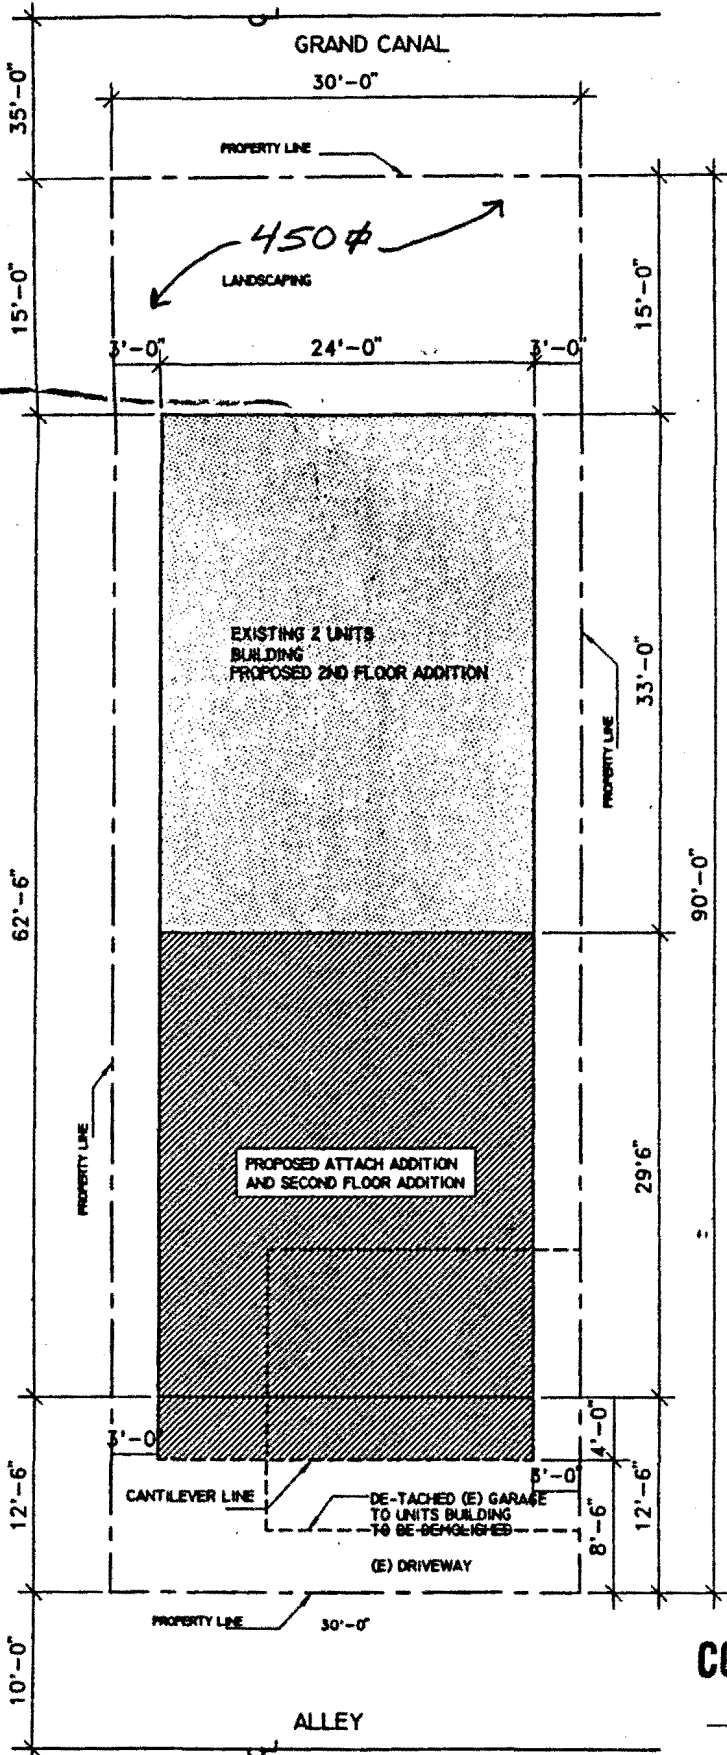 GRAND CANAL
35'-0"
30'-0"
PROPERTY LINE
450 ⌀
LANDSCAPING
15'-0"
15'-0"
3'-0"
24'-0"
3'-0"
EXISTING 2 UNITS
BUILDING
PROPOSED 2ND FLOOR ADDITION
33'-0"
PROPERTY LINE
62'-6"
90'-0"
PROPERTY LINE
PROPOSED ATTACH ADDITION
AND SECOND FLOOR ADDITION
29'6"
±
3'-0
4'-0"
3'-0"
12'-6"
CANTILEVER LINE
DE-TACHED (E) GARAGE
TO UNITS BUILDING
TO BE DEMOLISHED
8'-6"
12'-6"
(E) DRIVEWAY
PROPERTY LINE
30'-0"
10'-0"
ALLEY